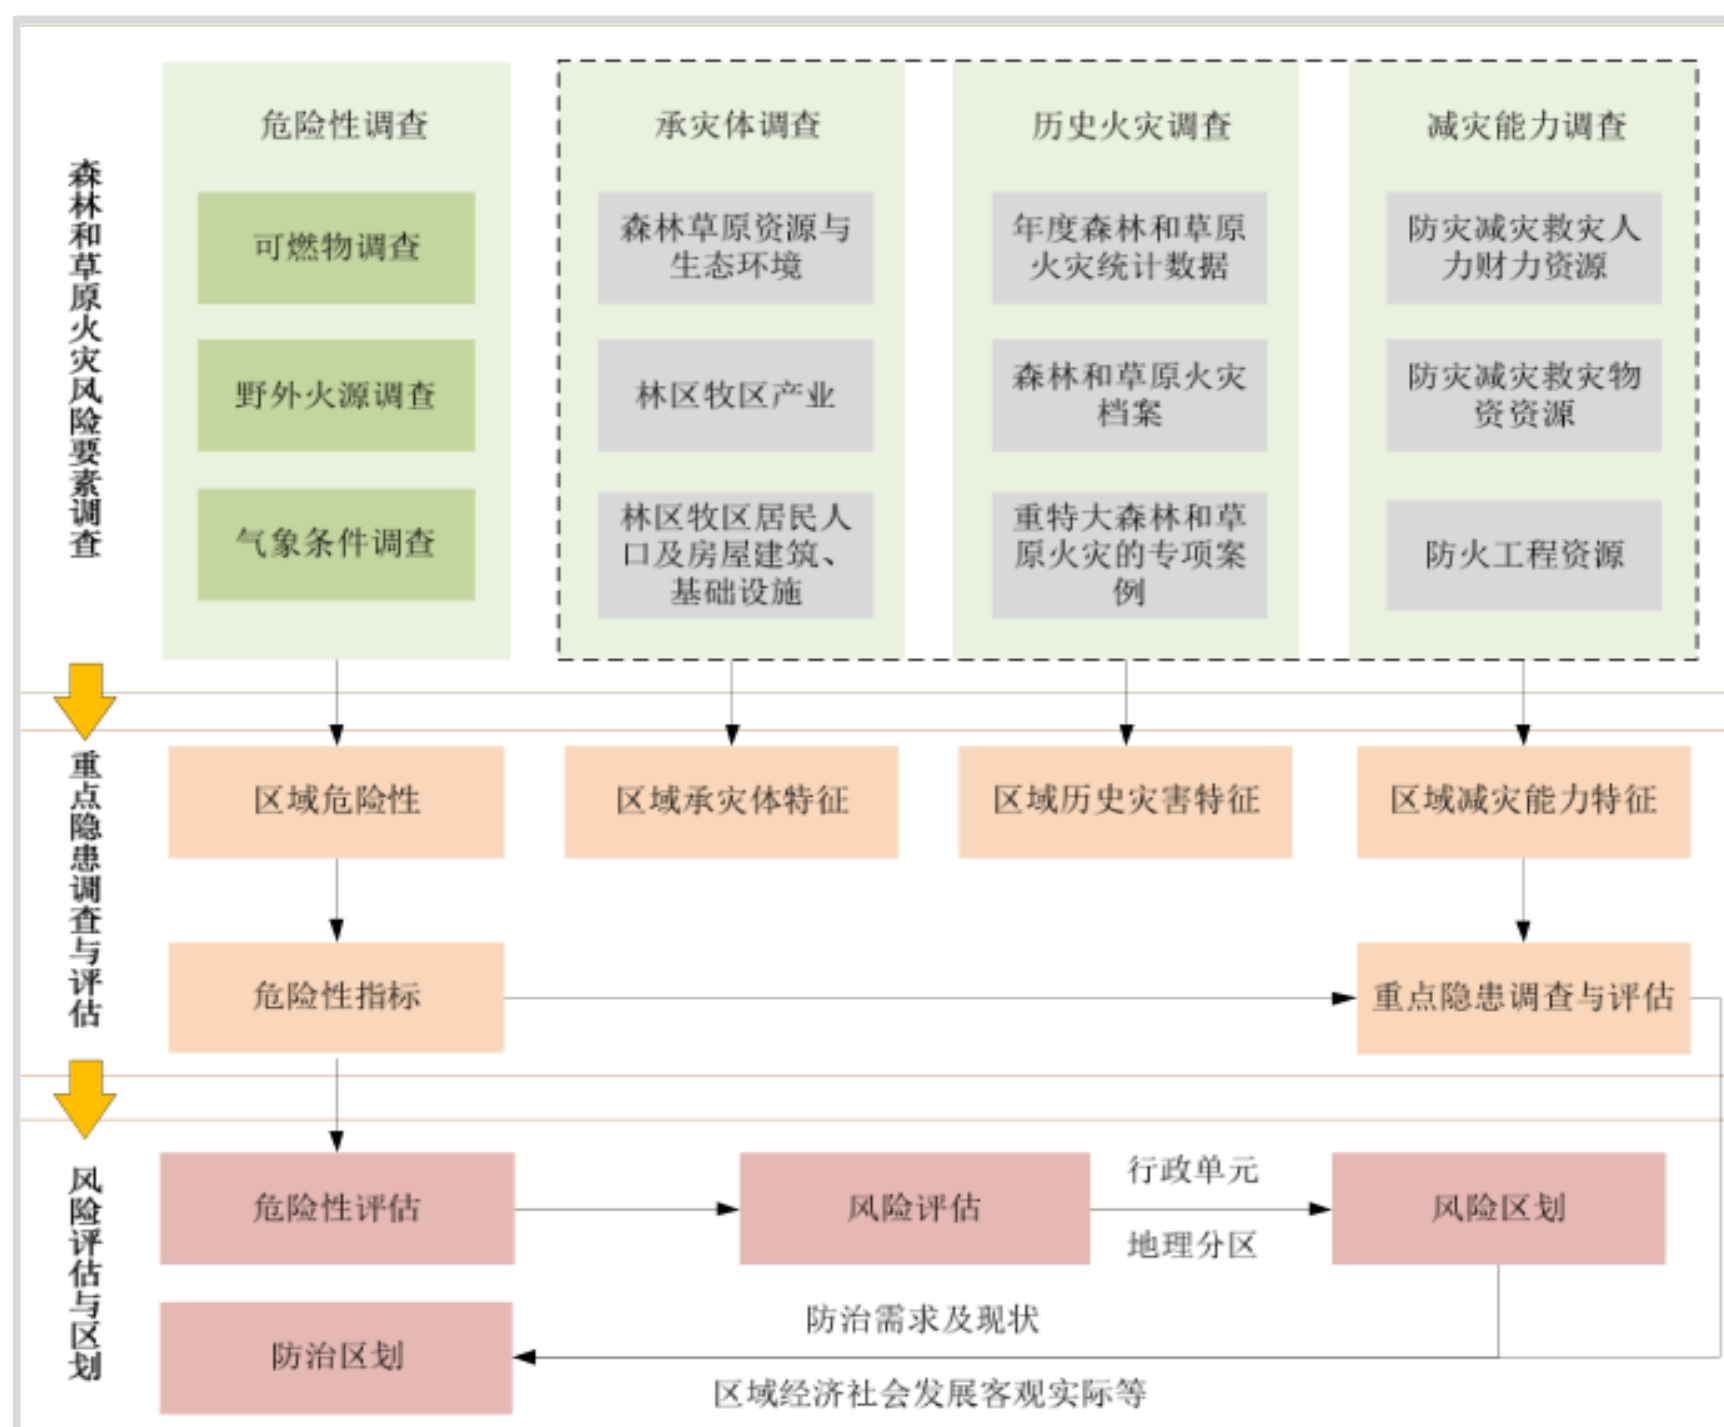 森林和草原火灾风险要素调查
危险性调查
可燃物调查
野外火源调查
气象条件调查
承灾体调查
森林草原资源与
生态环境
林区牧区产业
林区牧区居民人
口及房屋建筑、
基础设施
历史火灾调查
年度森林和草原
火灾统计数据
森林和草原火灾
档案
重特大森林和草
原火灾的专项案
例
减灾能力调查
防灾减灾救灾人
力财力资源
防灾减灾救灾物
资资源
防火工程资源
重点隐患调查与评估
区域危险性
区域承灾体特征
区域历史灾害特征
区域减灾能力特征
危险性指标
重点隐患调查与评估
风险评估与区划
危险性评估
风险评估
行政单元
地理分区
风险区划
防治区划
防治需求及现状
区域经济社会发展客观实际等